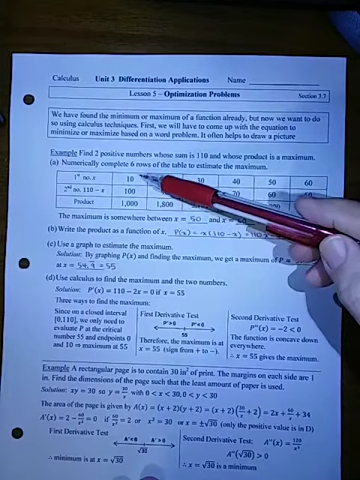 Calculus Unit 3 Differentiation Applications Name
Lesson 5 – Optimization Problems Section 3.7
We have found the minimum or maximum of a function already, but now we want to do
so using calculus techniques. First, we will have to come up with the equation to
minimize or maximize based on a word problem. It often helps to draw a picture
Example Find 2 positive numbers whose sum is 110 and whose product is a maximum.
(a) Numerically complete 6 rows of the table to estimate the maximum.
1st no. x 10 30 40 50 60
2nd no. 110 – x 100 60
Product 1,000 1,800
The maximum is somewhere between x = 50 and x = 60
(b) Write the product as a function of x. P(x) = x(110-x) = 110x
(c) Use a graph to estimate the maximum.
Solution: By graphing P(x) and finding the maximum, we get a maximum of P ≈
at x = 54.9 ≈ 55
(d) Use calculus to find the maximum and the two numbers.
Solution: P'(x) = 110 – 2x = 0 if x = 55
Three ways to find the maximum:
Since on a closed interval First Derivative Test Second Derivative Test
[0,110], we only need to P'>0 P'<0 P''(x) = –2 < 0
evaluate P at the critical 55 The function is concave down
number 55 and endpoints 0 Therefore, the maximum is at everywhere.
and 10 ⇒ maximum at 55 x = 55 (sign from + to –). ∴ x = 55 gives the maximum.
Example A rectangular page is to contain 30 in² of print. The margins on each side are 1
in. Find the dimensions of the page such that the least amount of paper is used.
Solution: xy = 30 so y = 30/x with 0 < x < 30, 0 < y < 30
The area of the page is given by A(x) = (x + 2)(y + 2) = (x + 2)(30/x + 2) = 2x + 60/x + 34
A'(x) = 2 – 60/x² = 0 if 60/x² = 2 or x² = 30 or x = ±√30 (only the positive value is in D)
First Derivative Test A'<0 A'>0 Second Derivative Test: A''(x) = 120/x³
√30 A''(√30) > 0
∴ minimum is at x = √30 ∴ x = √30 is a minimum